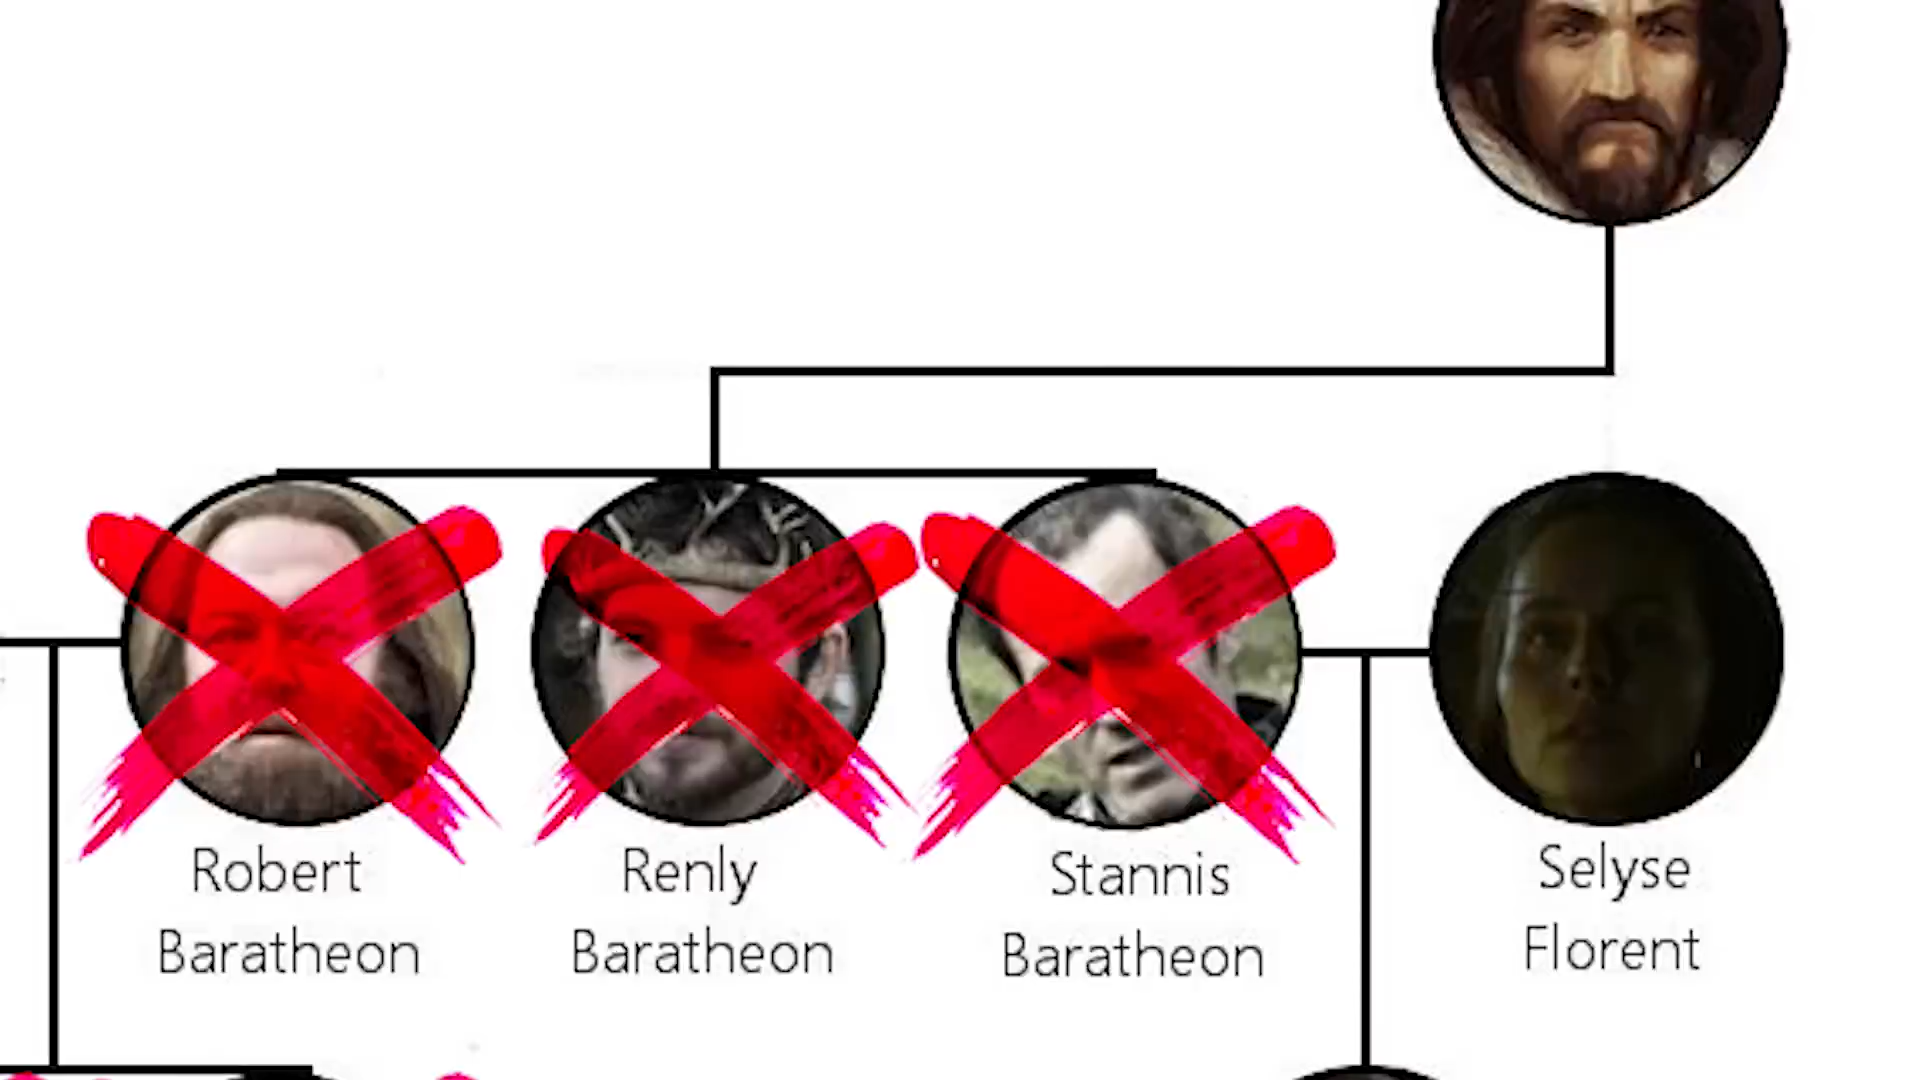 Robert
Baratheon
Renly
Baratheon
Stannis
Baratheon
Selyse
Florent